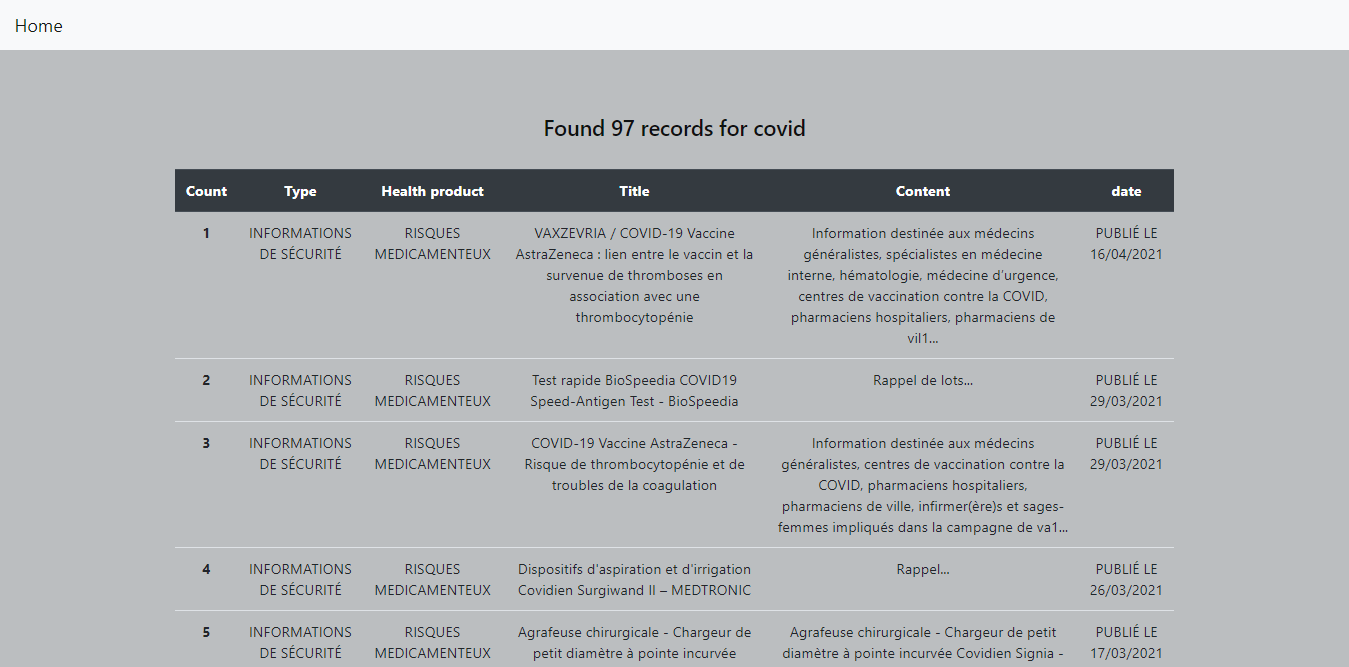 Home
Found 97 records for covid
Count Type Health product Title Content date
1
INFORMATIONS
DE SÉCURITÉ
RISQUES
MEDICAMENTEUX
VAXZEVRIA / COVID-19 Vaccine
AstraZeneca : lien entre le vaccin et la
survenue de thromboses en
association avec une
thrombocytopénie
Information destinée aux médecins
généralistes, spécialistes en médecine
interne, hématologie, médecine d'urgence,
centres de vaccination contre la COVID,
pharmaciens hospitaliers, pharmaciens de
vil1...
PUBLIÉ LE
16/04/2021
2
INFORMATIONS
DE SÉCURITÉ
RISQUES
MEDICAMENTEUX
Test rapide BioSpeedia COVID19
Speed-Antigen Test - BioSpeedia
Rappel de lots...
PUBLIÉ LE
29/03/2021
3
INFORMATIONS
DE SÉCURITÉ
RISQUES
MEDICAMENTEUX
COVID-19 Vaccine AstraZeneca -
Risque de thrombocytopénie et de
troubles de la coagulation
Information destinée aux médecins
généralistes, centres de vaccination contre la
COVID, pharmaciens hospitaliers,
pharmaciens de ville, infirmer(ère)s et sages-
femmes impliqués dans la campagne de va1...
PUBLIÉ LE
29/03/2021
4
INFORMATIONS
DE SÉCURITÉ
RISQUES
MEDICAMENTEUX
Dispositifs d'aspiration et d'irrigation
Covidien Surgiwand II – MEDTRONIC
Rappel...
PUBLIÉ LE
26/03/2021
5
INFORMATIONS
DE SÉCURITÉ
RISQUES
MEDICAMENTEUX
Agrafeuse chirurgicale - Chargeur de
petit diamètre à pointe incurvée
Agrafeuse chirurgicale - Chargeur de petit
diamètre à pointe incurvée Covidien Signia -
PUBLIÉ LE
17/03/2021